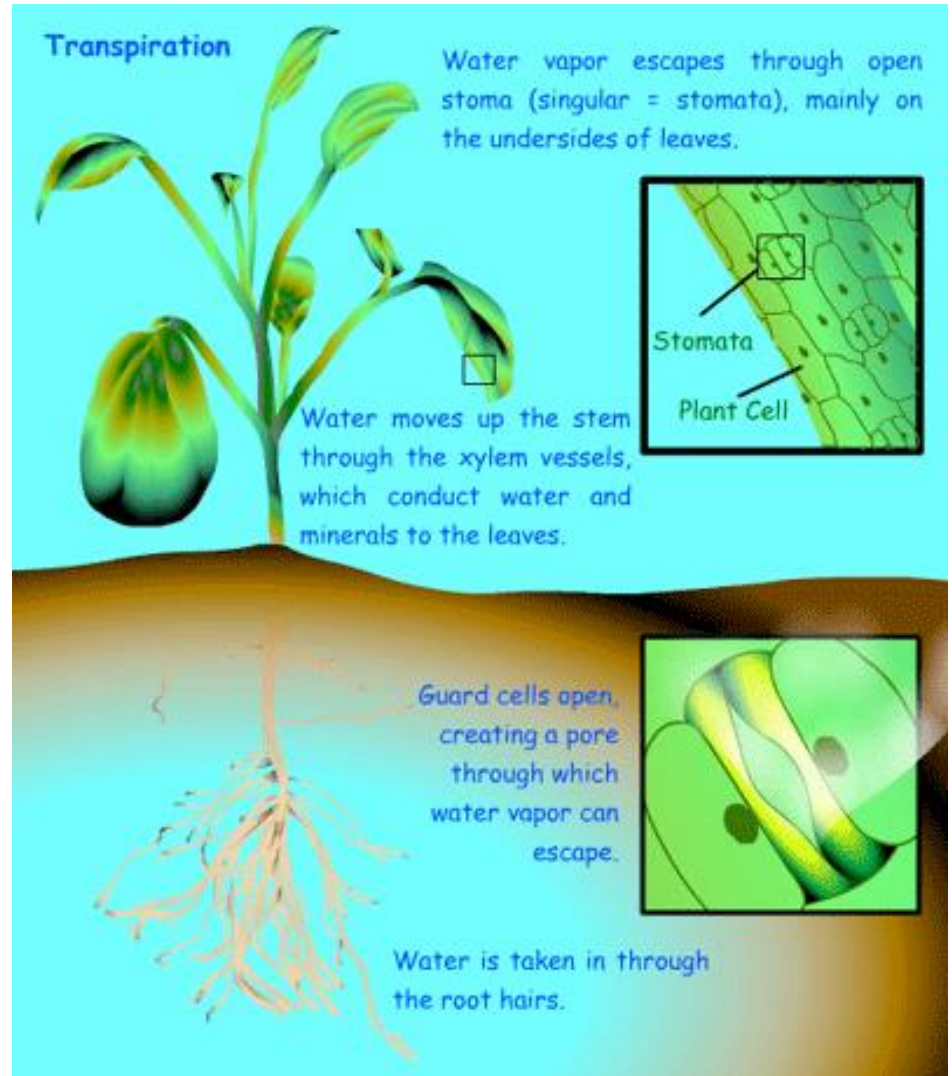 Transpiration
Water vapor escapes through open
stoma (singular = stomata), mainly on
the undersides of leaves.
Stomata
Plant Cell
Water moves up the stem
through the xylem vessels,
which conduct water and
minerals to the leaves.
Guard cells open,
creating a pore
through which
water vapor can
escape.
Water is taken in through
the root hairs.